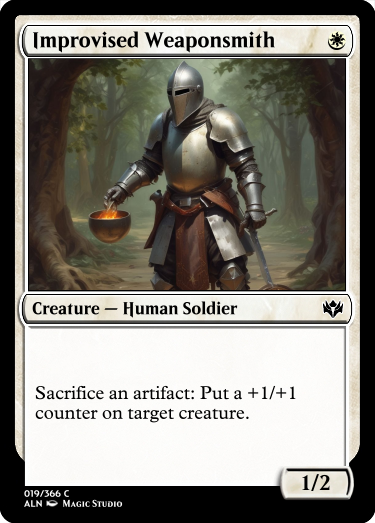 Improvised Weaponsmith
Creature — Human Soldier
Sacrifice an artifact: Put a +1/+1
counter on target creature.
1/2
019/366 C
ALN Magic Studio